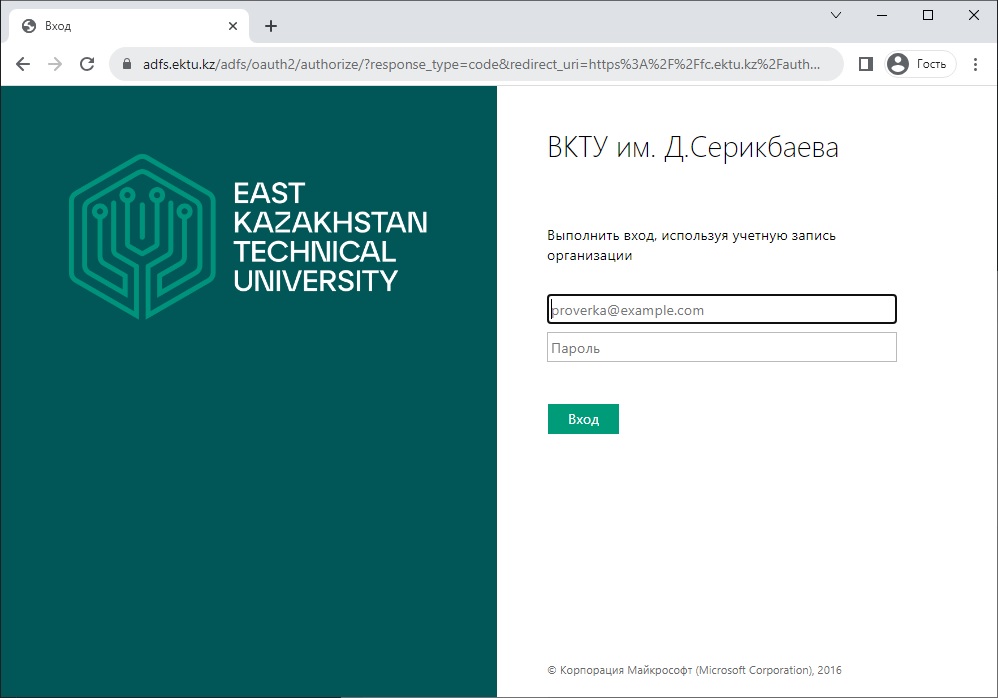 Вход
adfs.ektu.kz/adfs/oauth2/authorize/?response_type=code&redirect_uri=https%3A%2F%2Ffc.ektu.kz%2Fauth...
Гость
EAST
KAZAKHSTAN
TECHNICAL
UNIVERSITY
ВКТУ им. Д.Серикбаева
Выполнить вход, используя учетную запись
организации
proverka@example.com
Пароль
Вход
© Корпорация Майкрософт (Microsoft Corporation), 2016